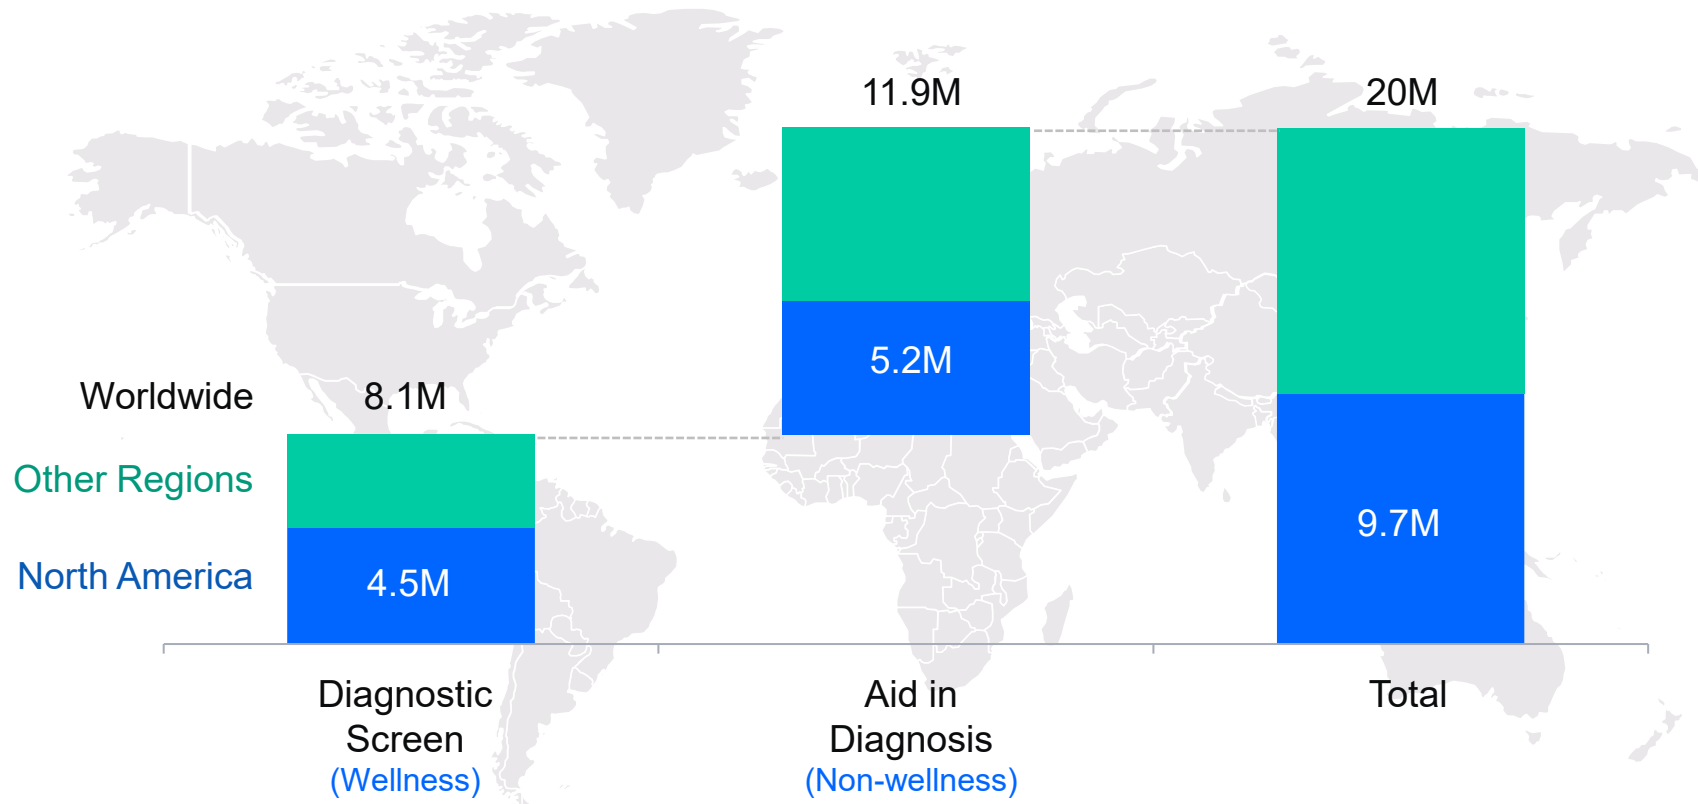 11.9M
20M
5.2M
Worldwide
8.1M
Other Regions
9.7M
North America
4.5M
Diagnostic
Screen
(Wellness)
Aid in
Diagnosis
(Non-wellness)
Total